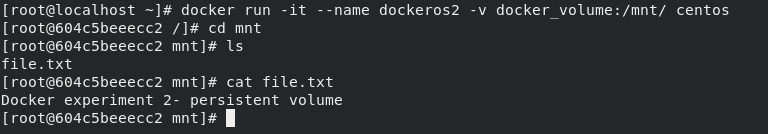 [root@localhost ~]# docker run -it --name dockeros2 -v docker_volume:/mnt/ centos
[root@604c5beeecc2 /]# cd mnt
[root@604c5beeecc2 mnt]# ls
file.txt
[root@604c5beeecc2 mnt]# cat file.txt
Docker experiment 2- persistent volume
[root@604c5beeecc2 mnt]#